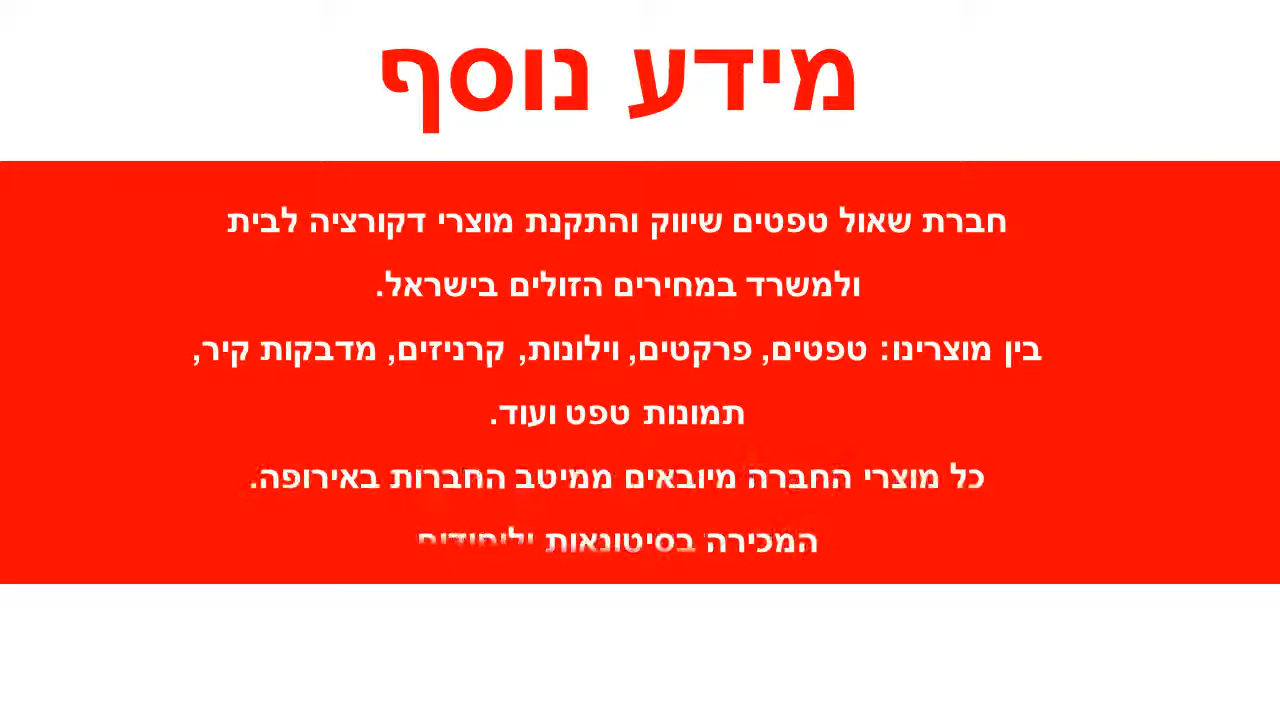 מידע נוסף
חברת שאול טפטים שיווק והתקנת מוצרי דקורציה לבית
ולמשרד במחירים הזולים בישראל.
בין מוצרינו: טפטים, פרקטים, וילונות, קרניזים, מדבקות קיר,
תמונות טפט ועוד.
כל מוצרי החברה מיובאים ממיטב החברות באירופה.
המכירה בסיטונאות